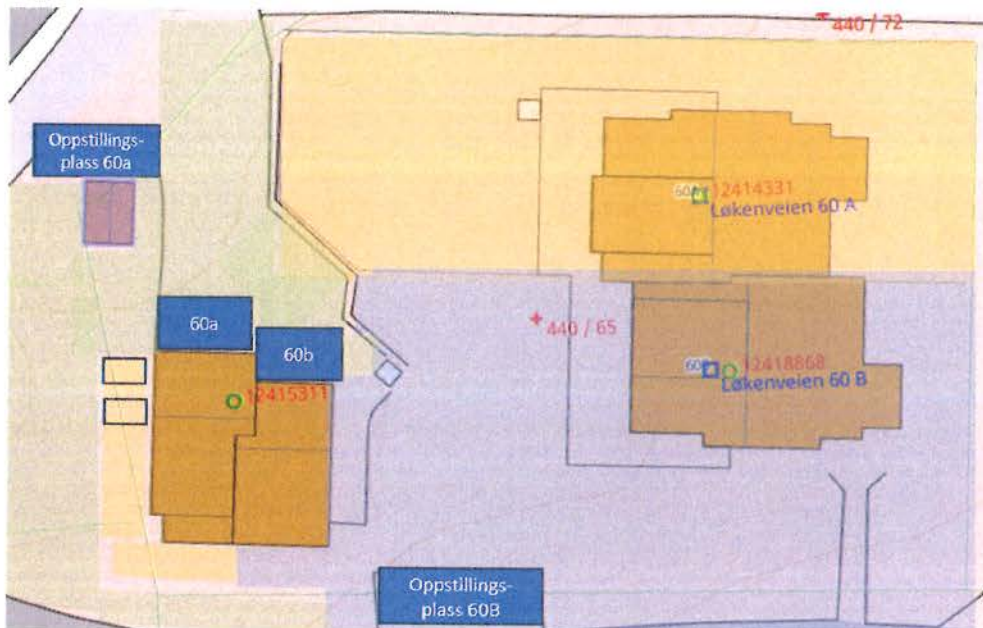 440 / 72
Oppstillings-
plass 60a
12414331
Løkenveien 60 A
60a
60b
440 / 65
12418868
Løkenveien 60 B
12415311
Oppstillings-
plass 60B